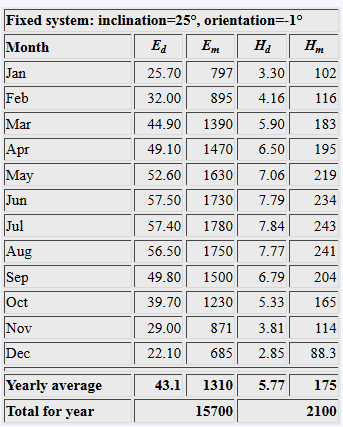 Fixed system: inclination=25°, orientation=-1°
Month Ed Em Hd Hm
Jan 25.70 797 3.30 102
Feb 32.00 895 4.16 116
Mar 44.90 1390 5.90 183
Apr 49.10 1470 6.50 195
May 52.60 1630 7.06 219
Jun 57.50 1730 7.79 234
Jul 57.40 1780 7.84 243
Aug 56.50 1750 7.77 241
Sep 49.80 1500 6.79 204
Oct 39.70 1230 5.33 165
Nov 29.00 871 3.81 114
Dec 22.10 685 2.85 88.3
Yearly average 43.1 1310 5.77 175
Total for year 15700 2100